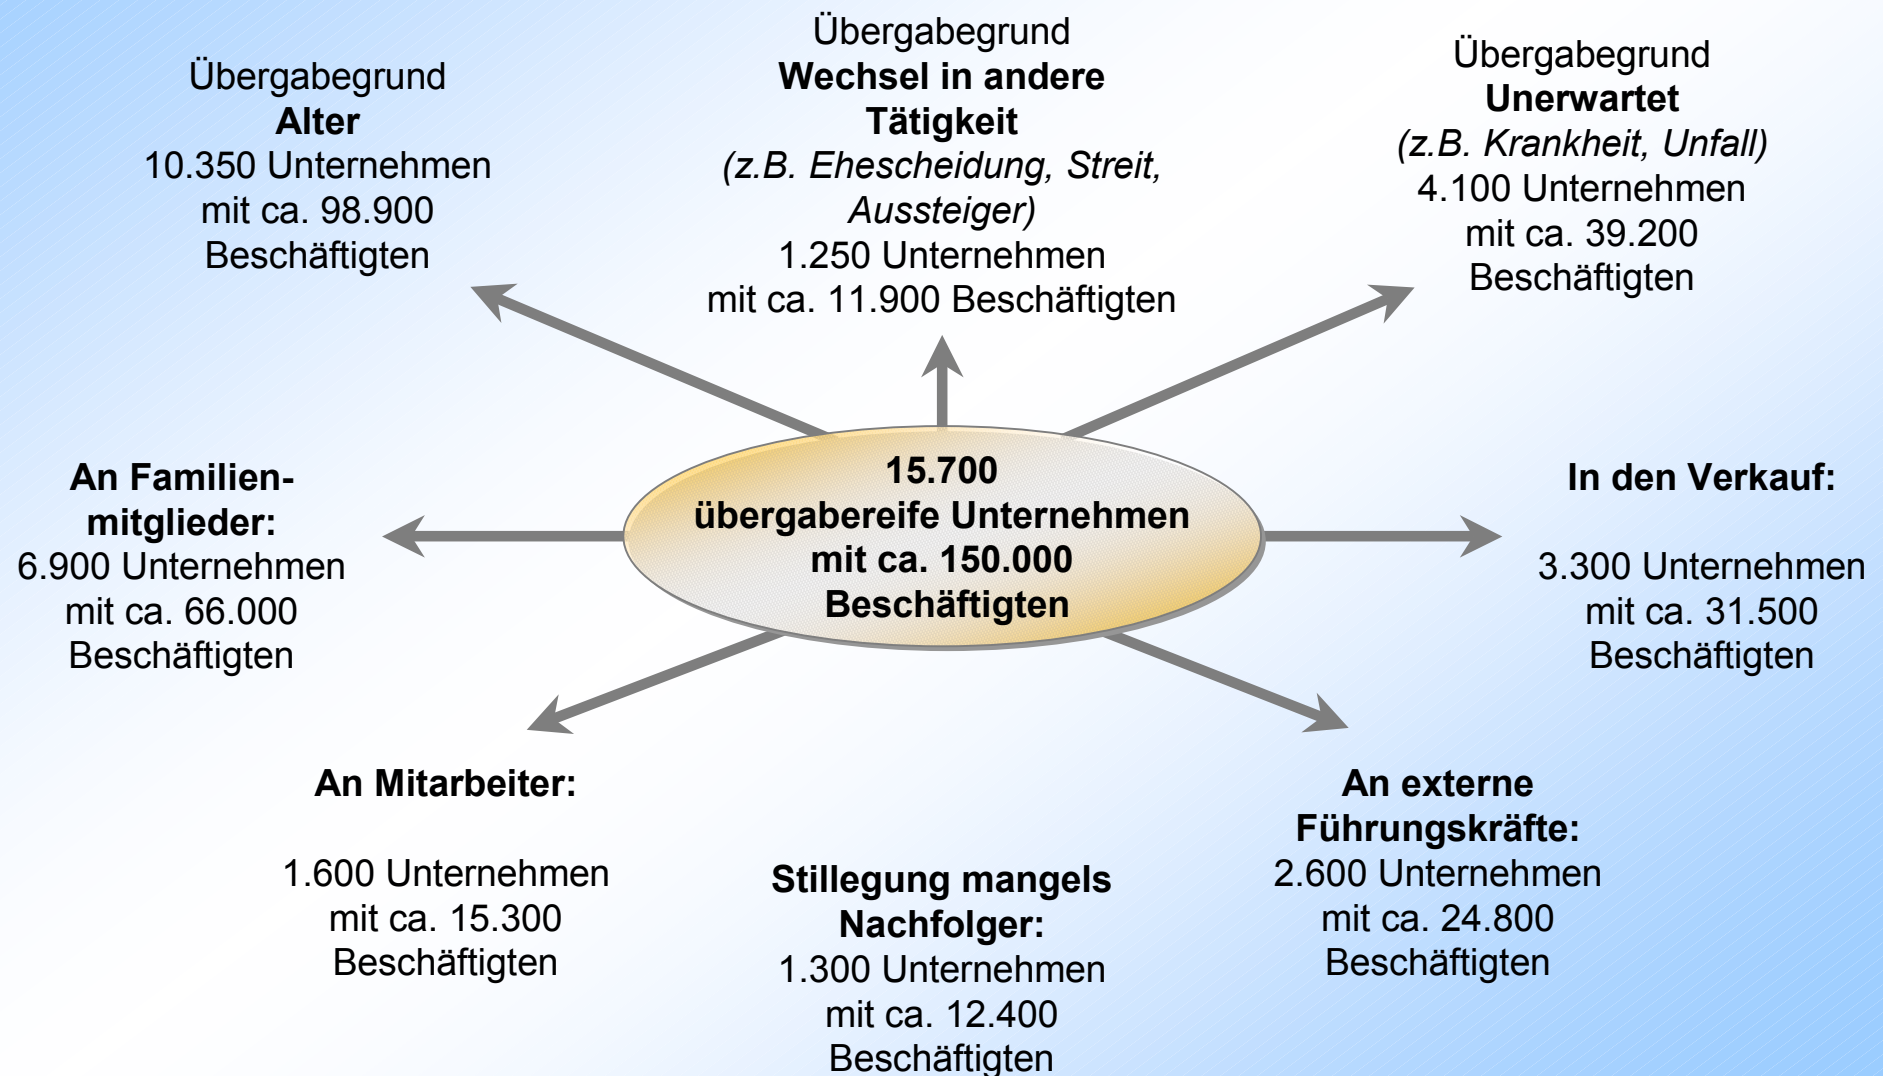 Übergabegrund
Alter
10.350 Unternehmen
mit ca. 98.900
Beschäftigten
Übergabegrund
Wechsel in andere
Tätigkeit
(z.B. Ehescheidung, Streit,
Aussteiger)
1.250 Unternehmen
mit ca. 11.900 Beschäftigten
Übergabegrund
Unerwartet
(z.B. Krankheit, Unfall)
4.100 Unternehmen
mit ca. 39.200
Beschäftigten
An Familien-
mitglieder:
6.900 Unternehmen
mit ca. 66.000
Beschäftigten
15.700
übergabereife Unternehmen
mit ca. 150.000
Beschäftigten
In den Verkauf:
3.300 Unternehmen
mit ca. 31.500
Beschäftigten
An Mitarbeiter:
1.600 Unternehmen
mit ca. 15.300
Beschäftigten
Stillegung mangels
Nachfolger:
1.300 Unternehmen
mit ca. 12.400
Beschäftigten
An externe
Führungskräfte:
2.600 Unternehmen
mit ca. 24.800
Beschäftigten